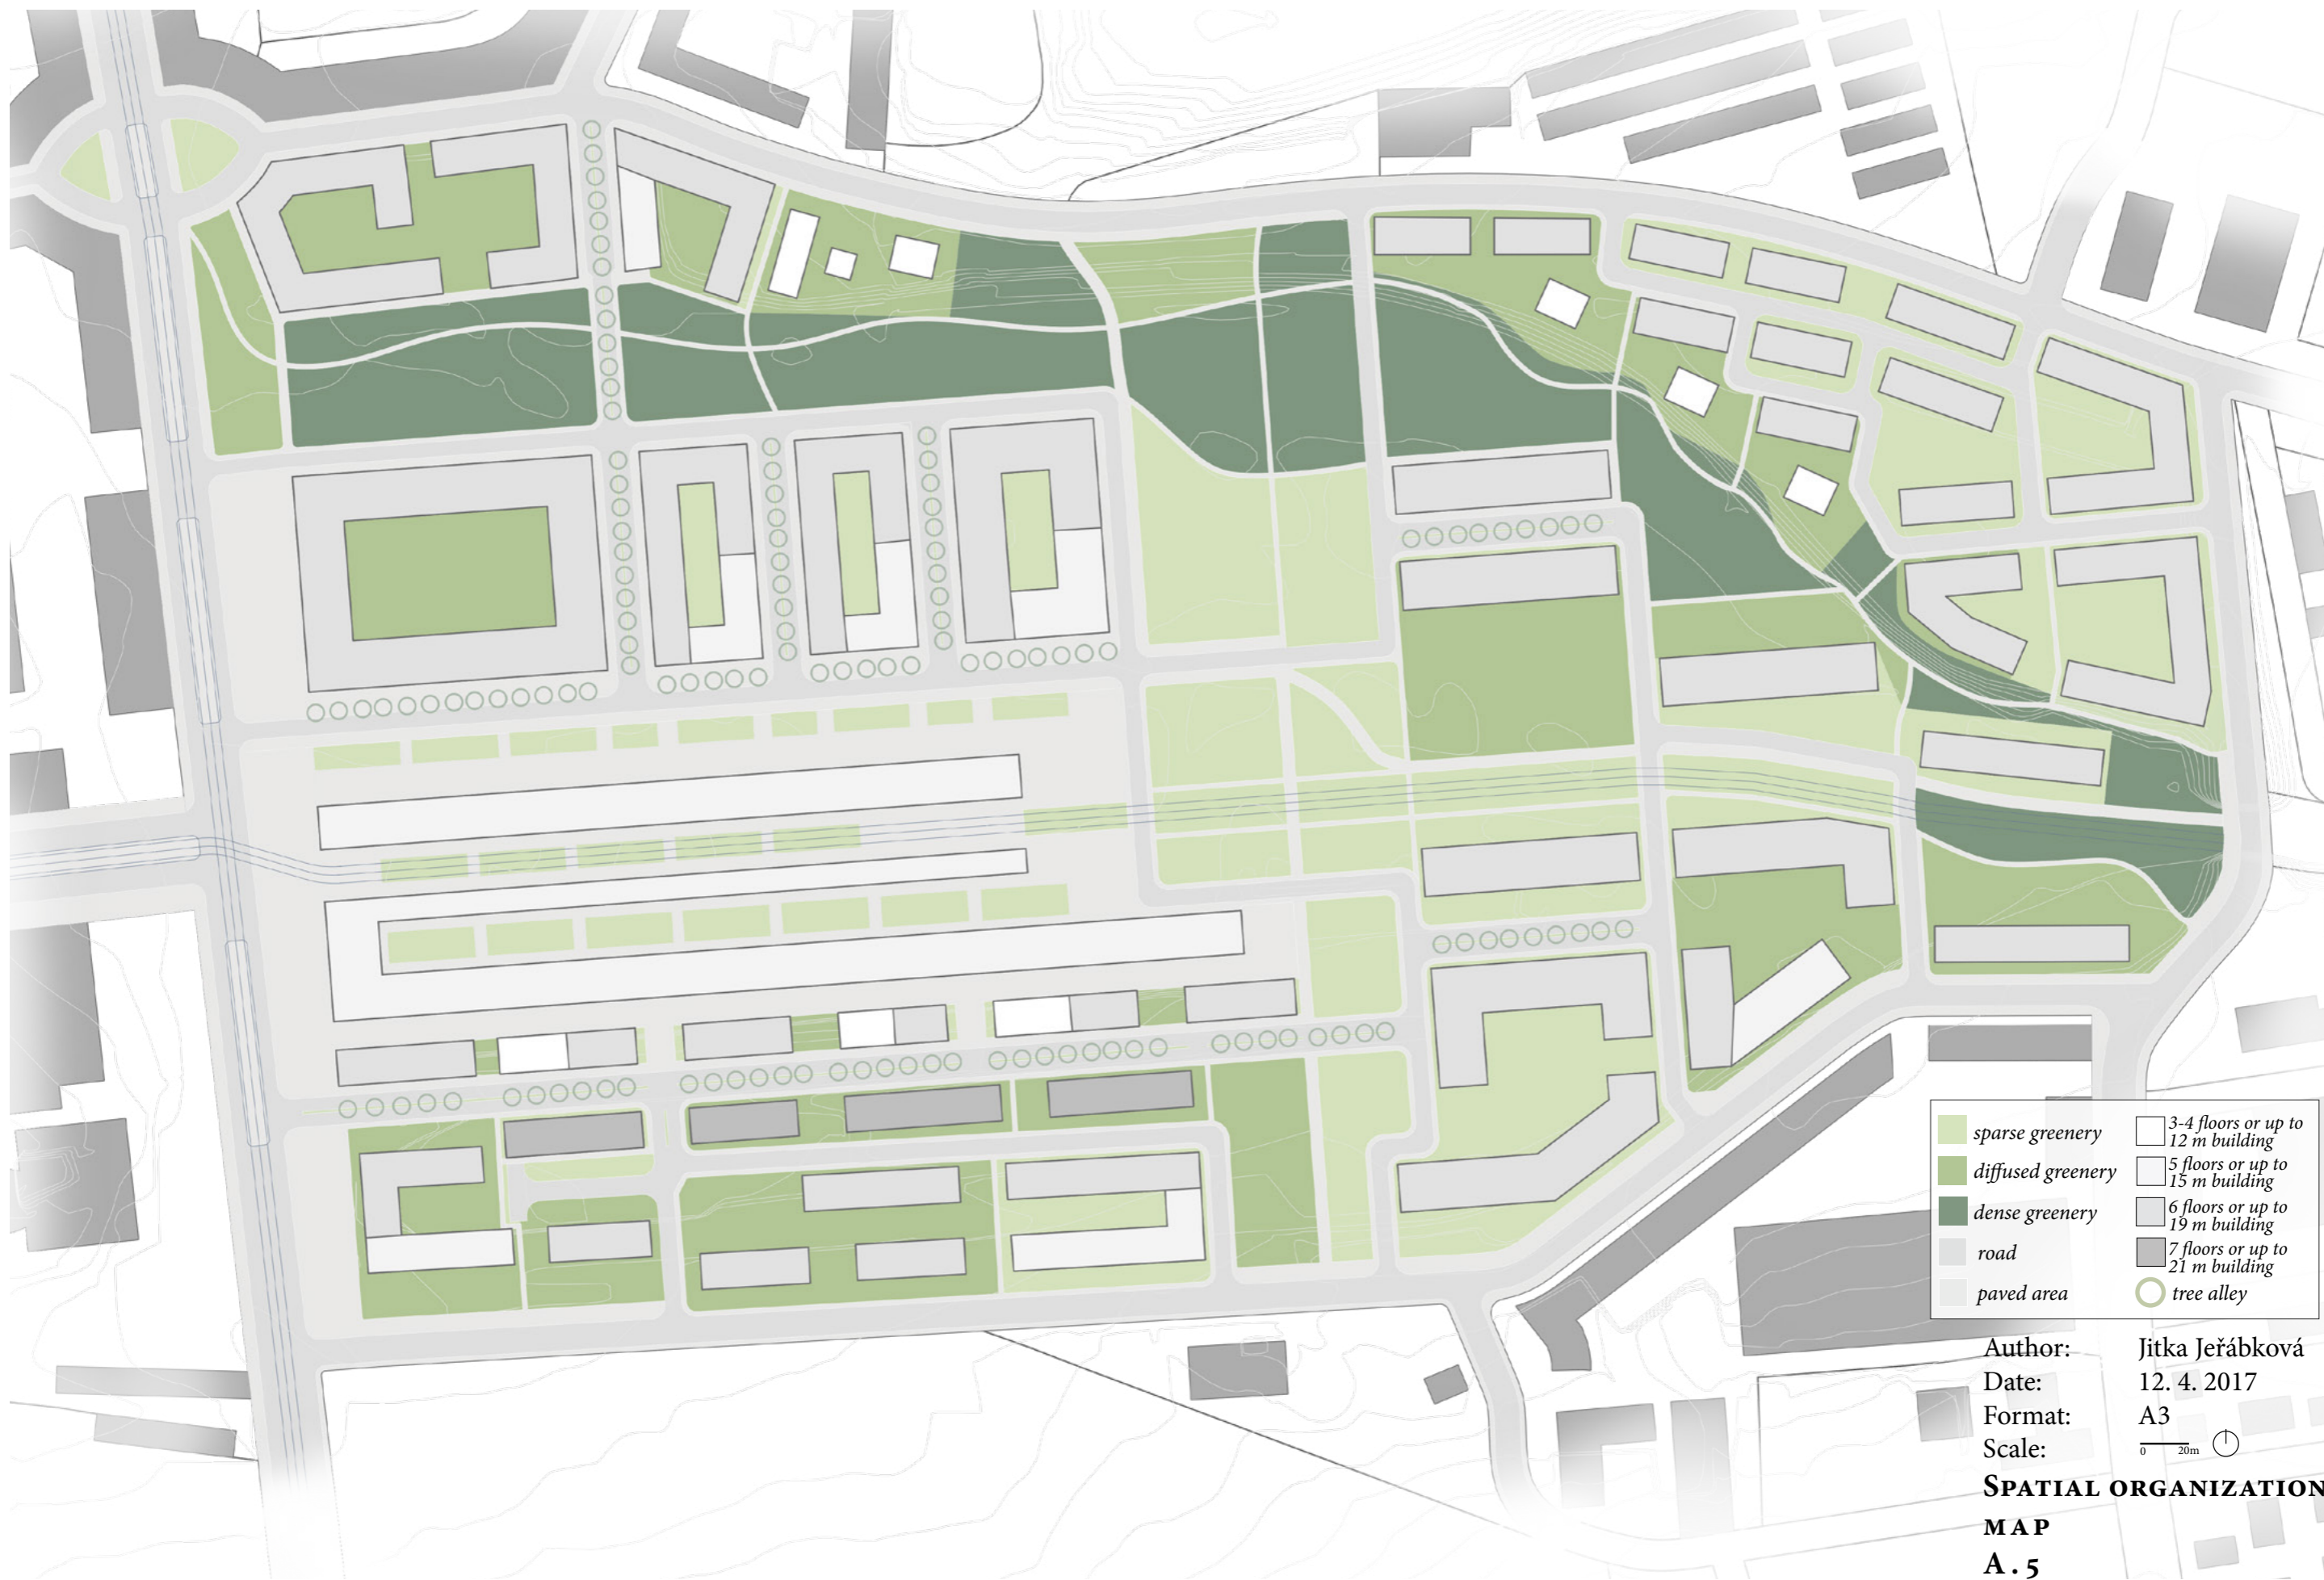 sparse greenery
diffused greenery
dense greenery
road
paved area
3-4 floors or up to
12 m building
5 floors or up to
15 m building
6 floors or up to
19 m building
7 floors or up to
21 m building
tree alley
Author: Jitka Jeřábková
Date: 12. 4. 2017
Format: A3
Scale: 0 20m
SPATIAL ORGANIZATION
MAP
A.5